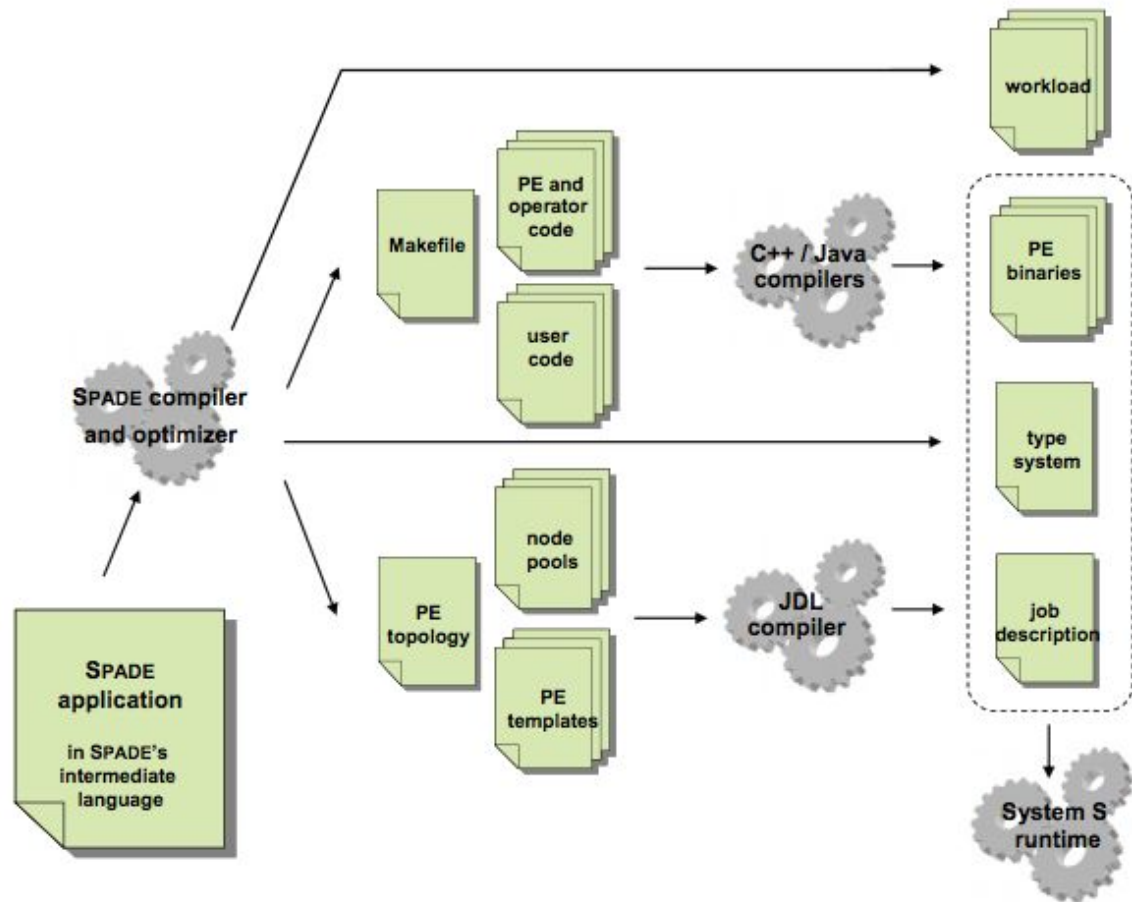 workload
Makefile
PE and
operator
code
user
code
C++ / Java
compilers
PE
binaries
SPADE compiler
and optimizer
type
system
PE
topology
node
pools
PE
templates
JDL
compiler
job
description
SPADE
application
in SPADE's
intermediate
language
System S
runtime